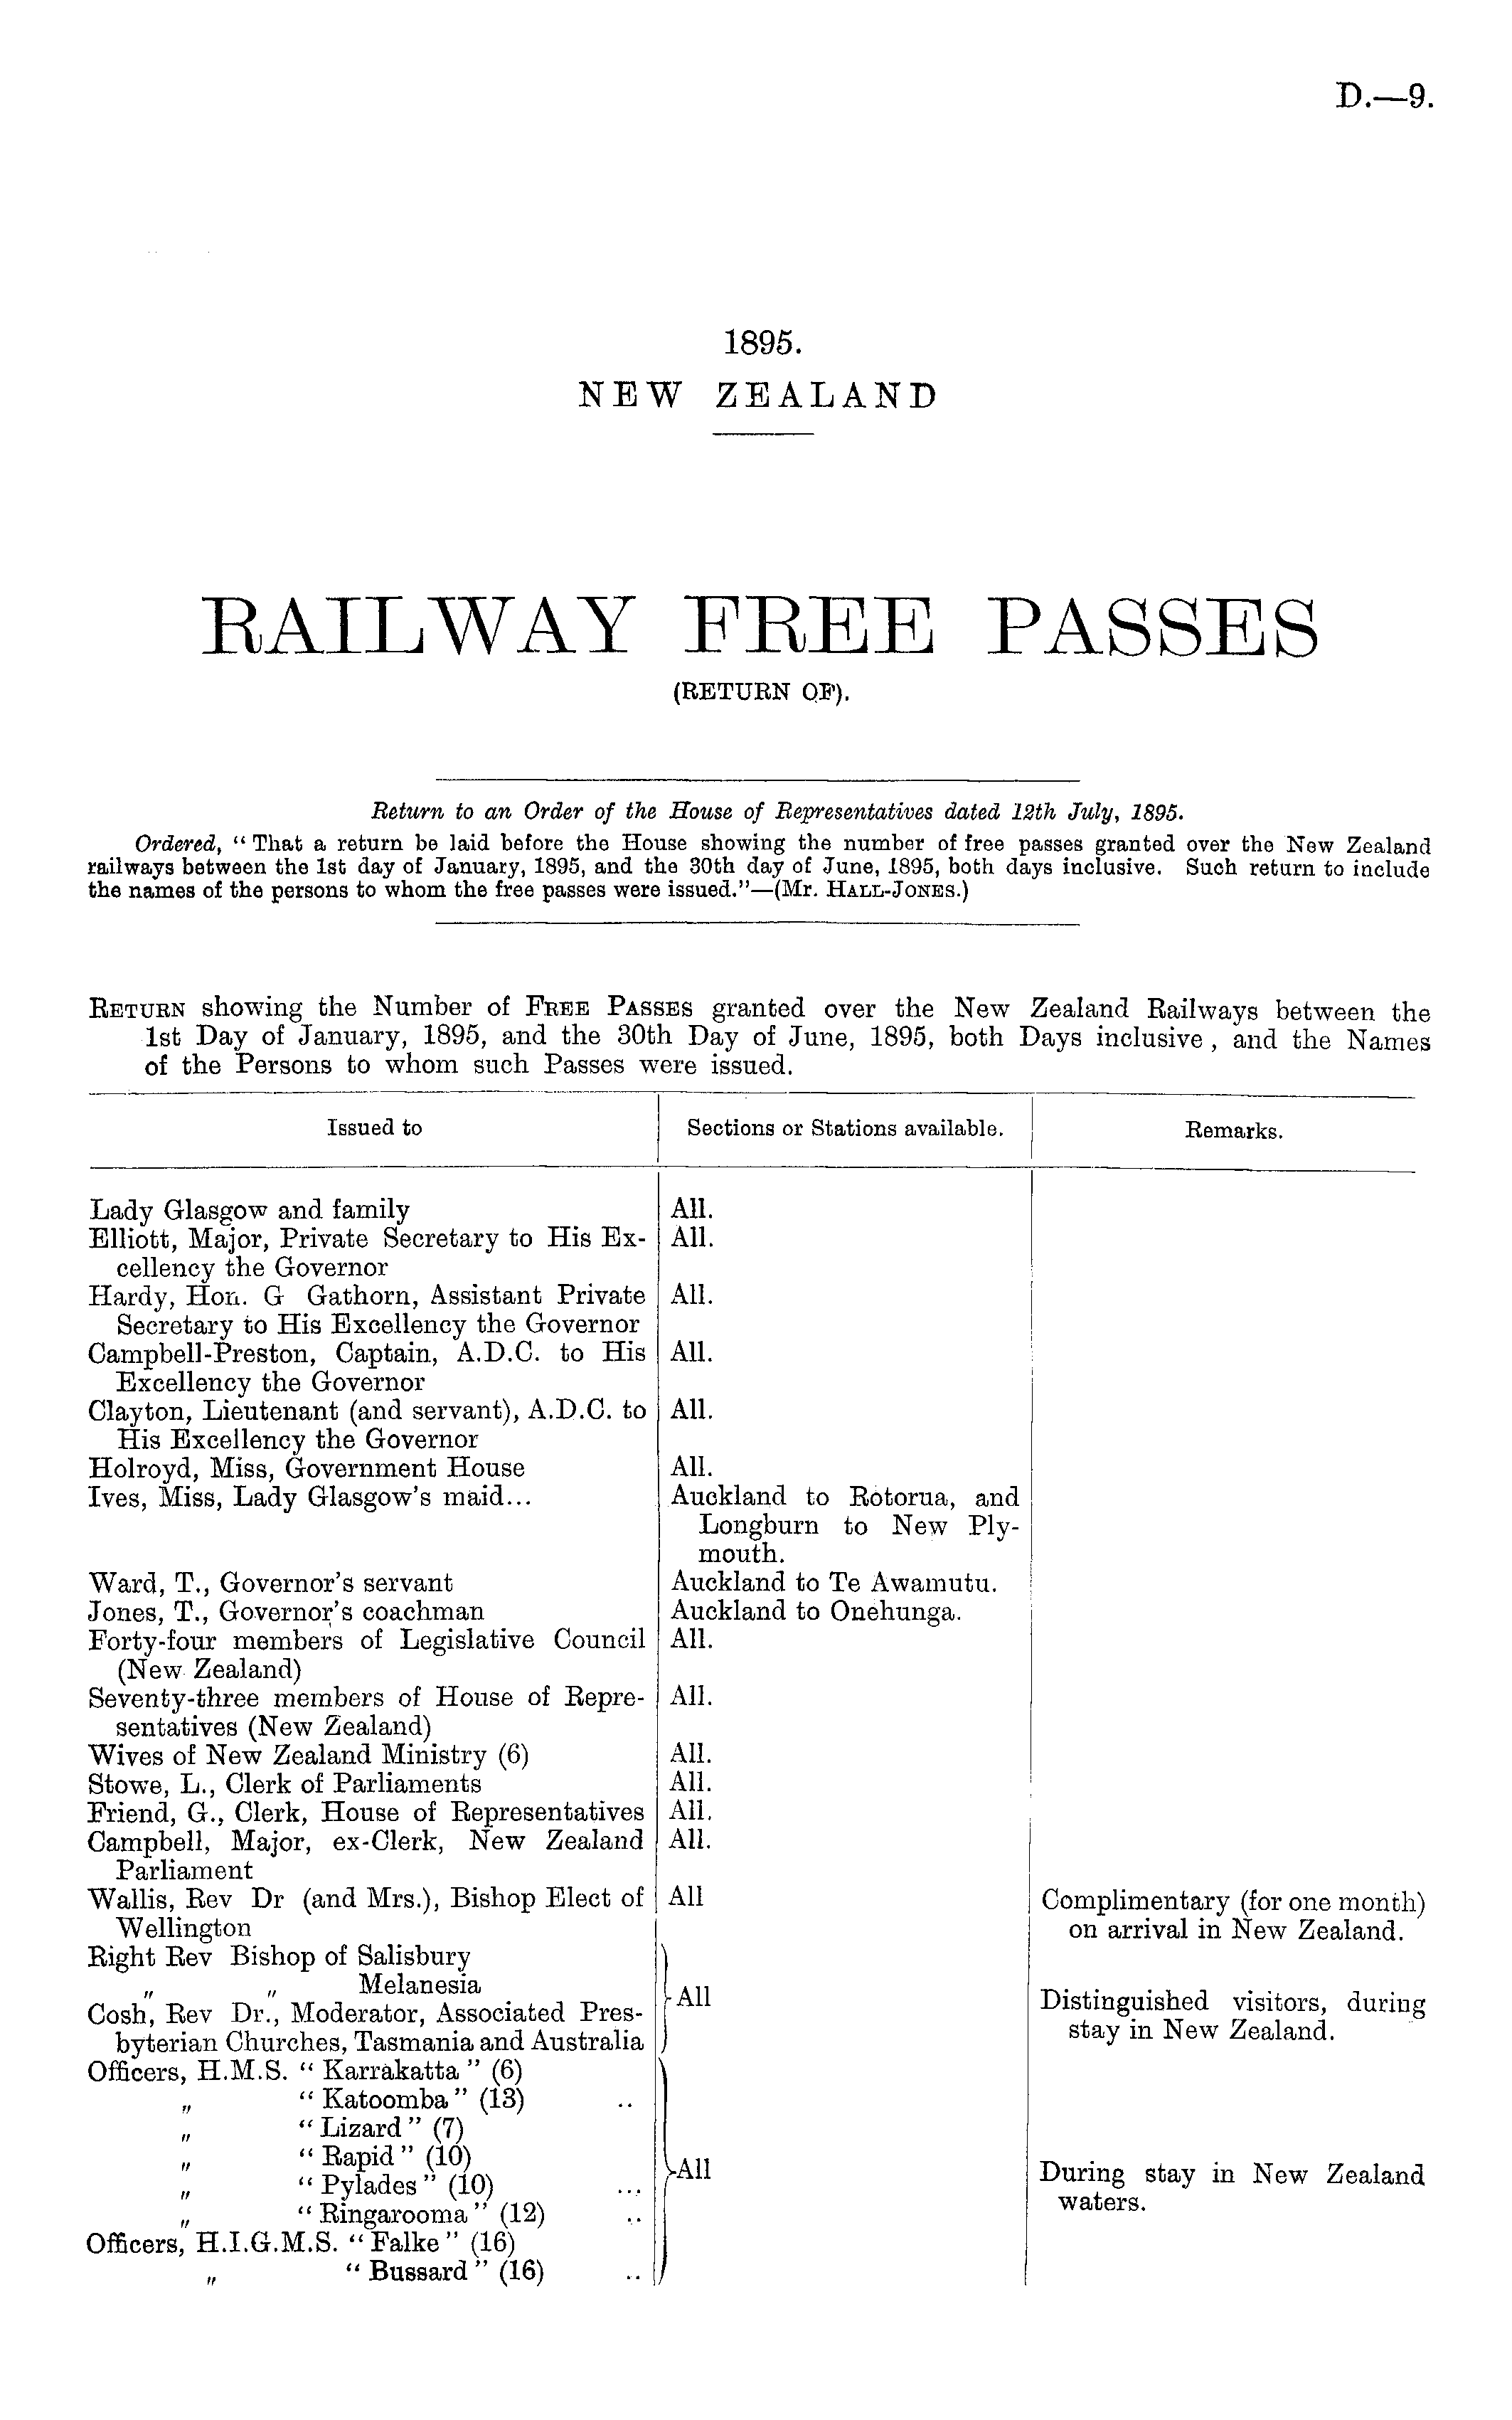 D.—9.
1895.
NEW ZEALAND
RAILWAY FREE PASSES
(RETURN OF).
Return to an Order of the House of Representatives dated 12th July, 1895.
Ordered, “That a return be laid before the House showing the number of free passes granted over the New Zealand
railways between the 1st day of January, 1895, and the 30th day of June, 1895, both days inclusive. Such return to include
the names of the persons to whom the free passes were issued.”—(Mr. HALL-JONES.)
RETURN showing the Number of FREE PASSES granted over the New Zealand Railways between the
1st Day of January, 1895, and the 30th Day of June, 1895, both Days inclusive, and the Names
of the Persons to whom such Passes were issued.
Issued to Sections or Stations available. Remarks.
Lady Glasgow and family All.
Elliott, Major, Private Secretary to His Ex- All.
cellency the Governor
Hardy, Hon. G Gathorn, Assistant Private All.
Secretary to His Excellency the Governor
Campbell-Preston, Captain, A.D.C. to His All.
Excellency the Governor
Clayton, Lieutenant (and servant), A.D.C. to All.
His Excellency the Governor
Holroyd, Miss, Government House All.
Ives, Miss, Lady Glasgow's maid... Auckland to Rotorua, and
Longburn to New Ply-
mouth.
Ward, T., Governor's servant Auckland to Te Awamutu.
Jones, T., Governor's coachman Auckland to Onehunga.
Forty-four members of Legislative Council All.
(New Zealand)
Seventy-three members of House of Repre- All.
sentatives (New Zealand)
Wives of New Zealand Ministry (6) All.
Stowe, L., Clerk of Parliaments All.
Friend, G., Clerk, House of Representatives All.
Campbell, Major, ex-Clerk, New Zealand All.
Parliament
Wallis, Rev Dr (and Mrs.), Bishop Elect of All Complimentary (for one month)
Wellington on arrival in New Zealand.
Right Rev Bishop of Salisbury
„ „ Melanesia All Distinguished visitors, during
Cosh, Rev Dr., Moderator, Associated Pres- stay in New Zealand.
byterian Churches, Tasmania and Australia
Officers, H.M.S. “Karrakatta” (6)
„ “Katoomba” (13) ..
„ “Lizard” (7)
„ “Rapid” (10) All During stay in New Zealand
„ “Pylades” (10) ... waters.
„ “Ringarooma” (12) ..
Officers, H.I.G.M.S. “Falke” (16)
„ “Bussard” (16) ..